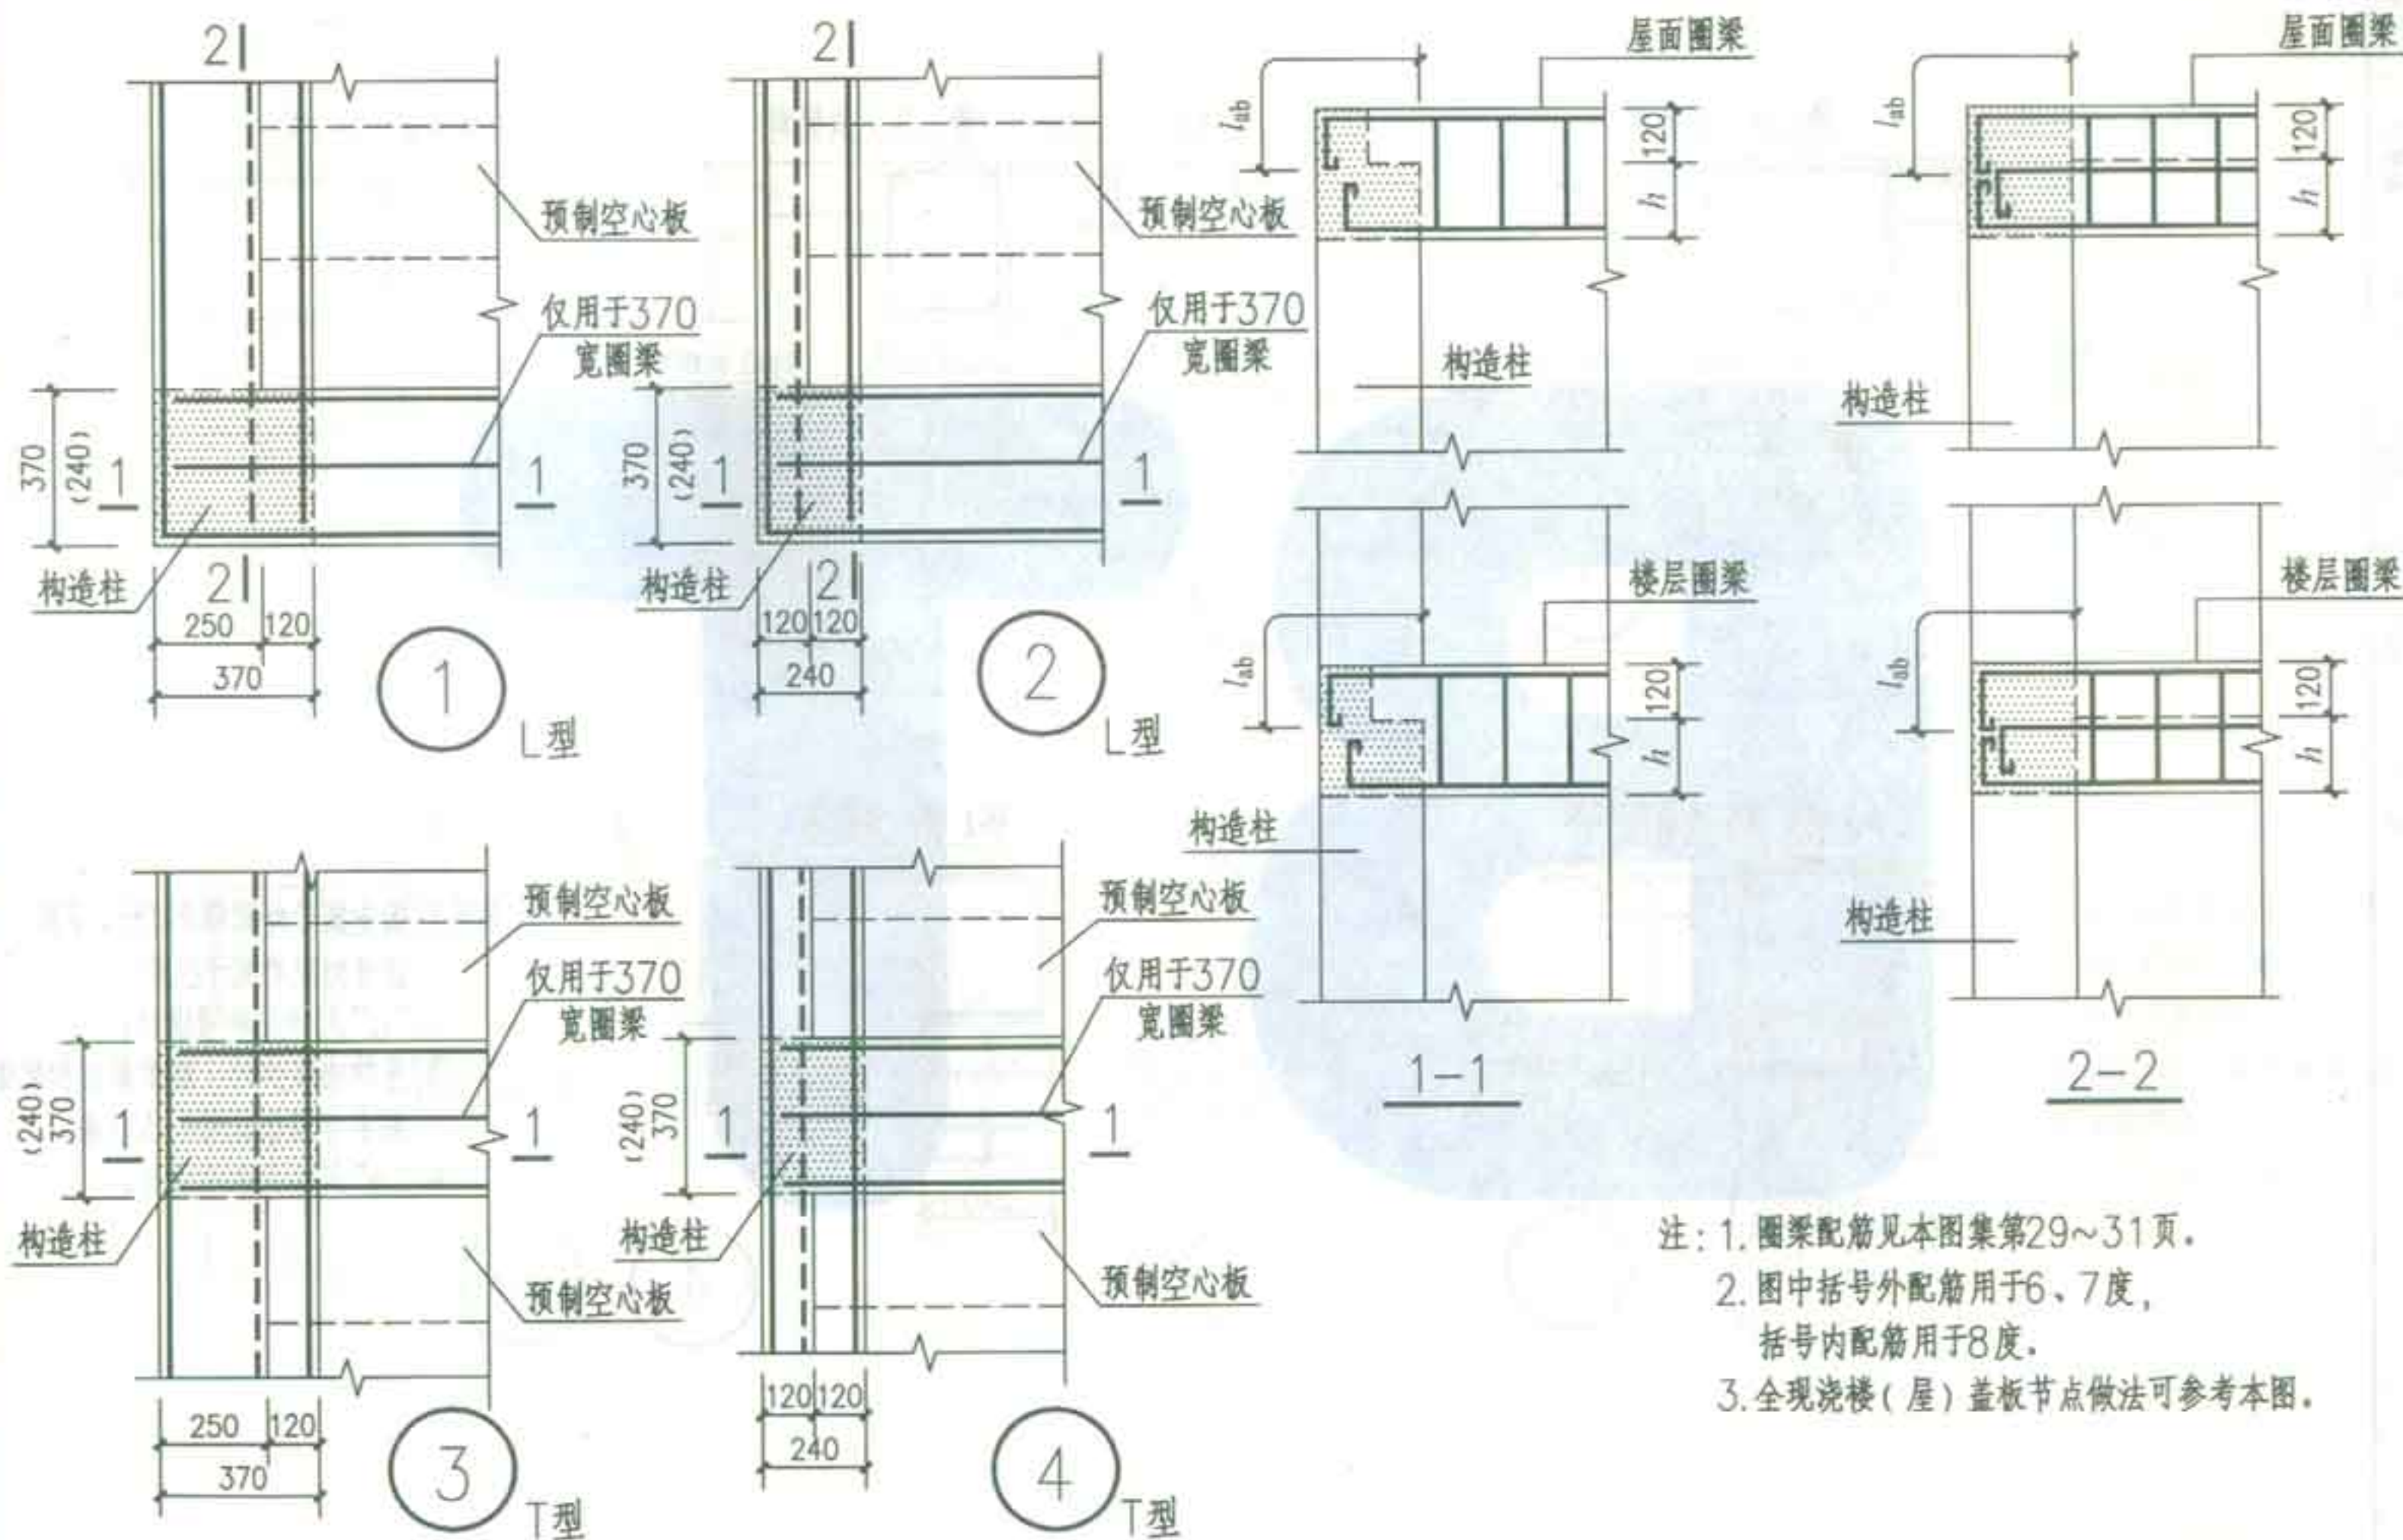 2
预制空心板
仅用于370
宽圈梁
370
(240)
1
1
构造柱
2
250
120
370
1
L型
2
预制空心板
仅用于370
宽圈梁
370
(240)
1
1
构造柱
2
120
120
240
2
L型
预制空心板
仅用于370
宽圈梁
(240)
370
1
1
构造柱
预制空心板
250
120
370
3
T型
预制空心板
仅用于370
宽圈梁
(240)
370
1
1
构造柱
预制空心板
120
120
240
4
T型
屋面圈梁
lab
120
h
构造柱
楼层圈梁
lab
120
h
构造柱
1-1
屋面圈梁
lab
120
h
构造柱
楼层圈梁
lab
120
h
构造柱
2-2
注:1.圈梁配筋见本图集第29~31页。
2.图中括号外配筋用于6、7度,
括号内配筋用于8度。
3.全现浇楼(屋)盖板节点做法可参考本图。